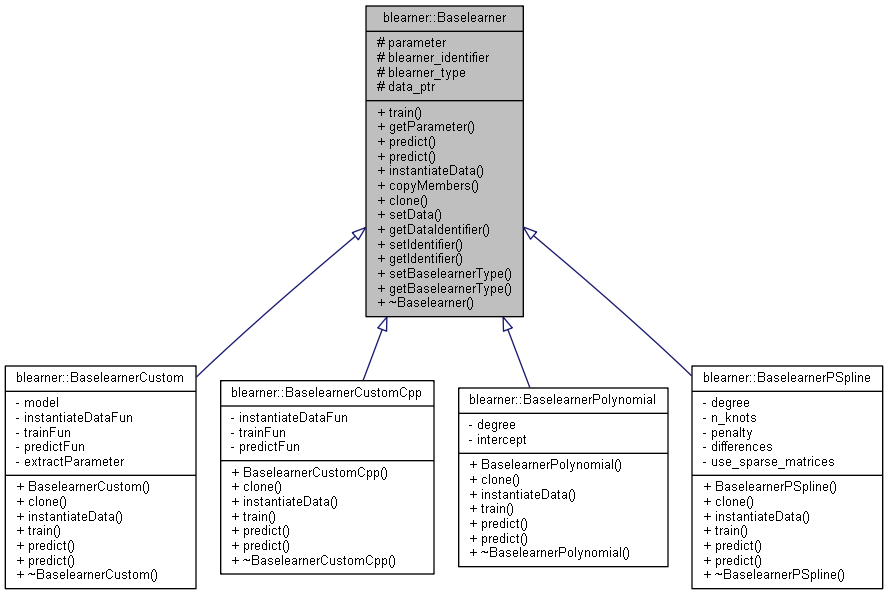 blearner::Baselearner
# parameter
# blearner_identifier
# blearner_type
# data_ptr
+ train()
+ getParameter()
+ predict()
+ predict()
+ instantiateData()
+ copyMembers()
+ clone()
+ setData()
+ getDataIdentifier()
+ setIdentifier()
+ getIdentifier()
+ setBaselearnerType()
+ getBaselearnerType()
+ ~Baselearner()
blearner::BaselearnerCustom
- model
- instantiateDataFun
- trainFun
- predictFun
- extractParameter
+ BaselearnerCustom()
+ clone()
+ instantiateData()
+ train()
+ predict()
+ predict()
+ ~BaselearnerCustom()
blearner::BaselearnerCustomCpp
- instantiateDataFun
- trainFun
- predictFun
+ BaselearnerCustomCpp()
+ clone()
+ instantiateData()
+ train()
+ predict()
+ predict()
+ ~BaselearnerCustomCpp()
blearner::BaselearnerPolynomial
- degree
- intercept
+ BaselearnerPolynomial()
+ clone()
+ instantiateData()
+ train()
+ predict()
+ predict()
+ ~BaselearnerPolynomial()
blearner::BaselearnerPSpline
- degree
- n_knots
- penalty
- differences
- use_sparse_matrices
+ BaselearnerPSpline()
+ clone()
+ instantiateData()
+ train()
+ predict()
+ predict()
+ ~BaselearnerPSpline()